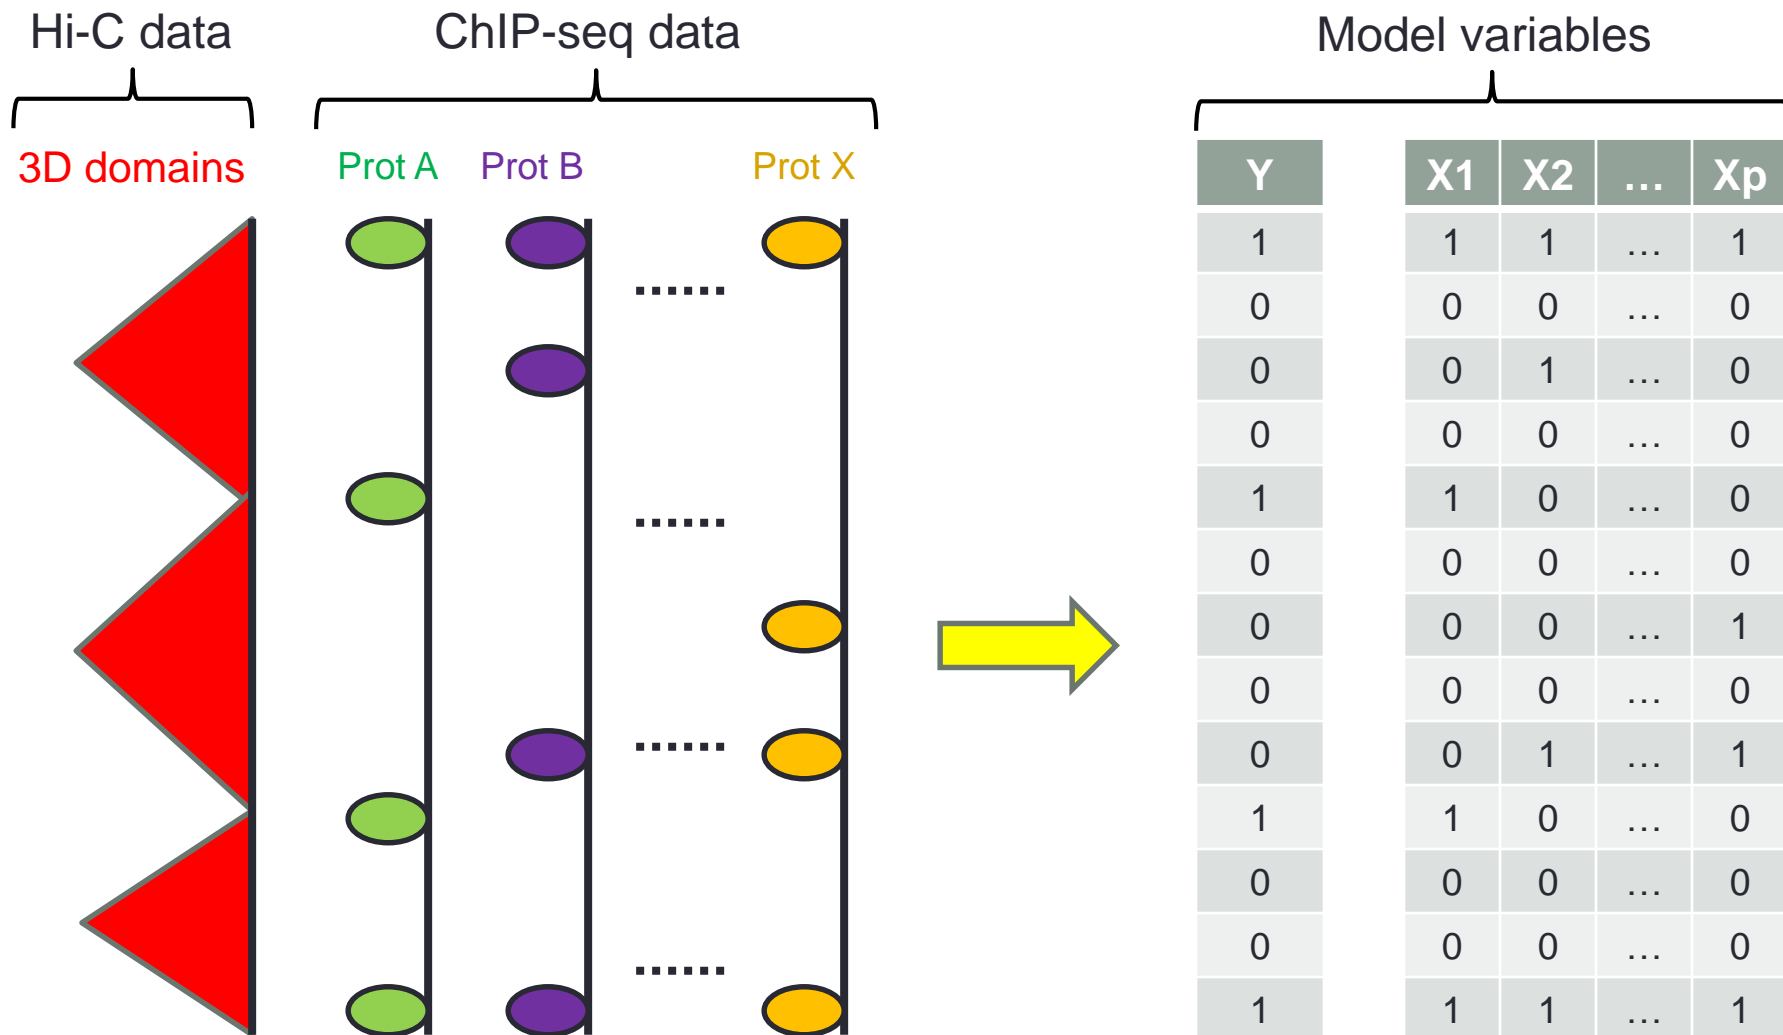 Hi-C data
ChIP-seq data
Model variables
3D domains
Prot A
Prot B
Prot X
......
......
......
......
Y X1 X2 … Xp
1 1 1 … 1
0 0 0 … 0
0 0 1 … 0
0 0 0 … 0
1 1 0 … 0
0 0 0 … 0
0 0 0 … 1
0 0 0 … 0
0 0 1 … 1
1 1 0 … 0
0 0 0 … 0
0 0 0 … 0
1 1 1 … 1